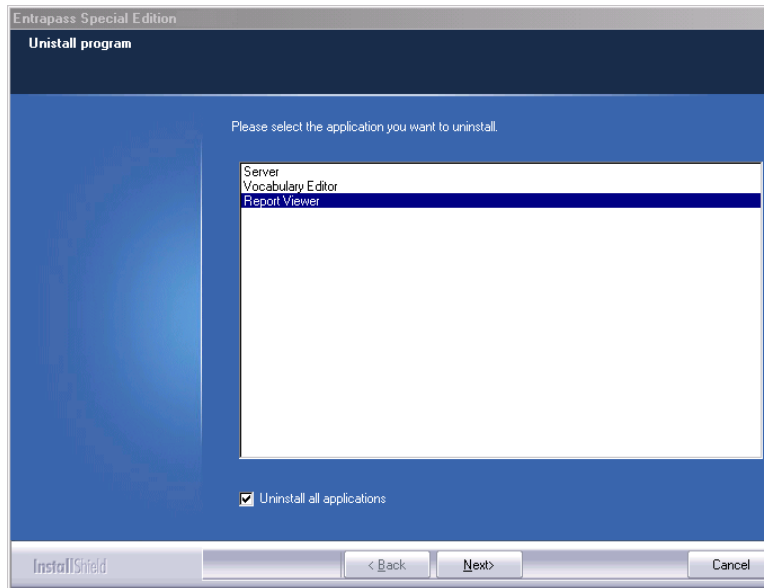 Entrapass Special Edition
Unistall program
Please select the application you want to uninstall.
Server
Vocabulary Editor
Report Viewer
Uninstall all applications
InstallShield
< Back
Next>
Cancel